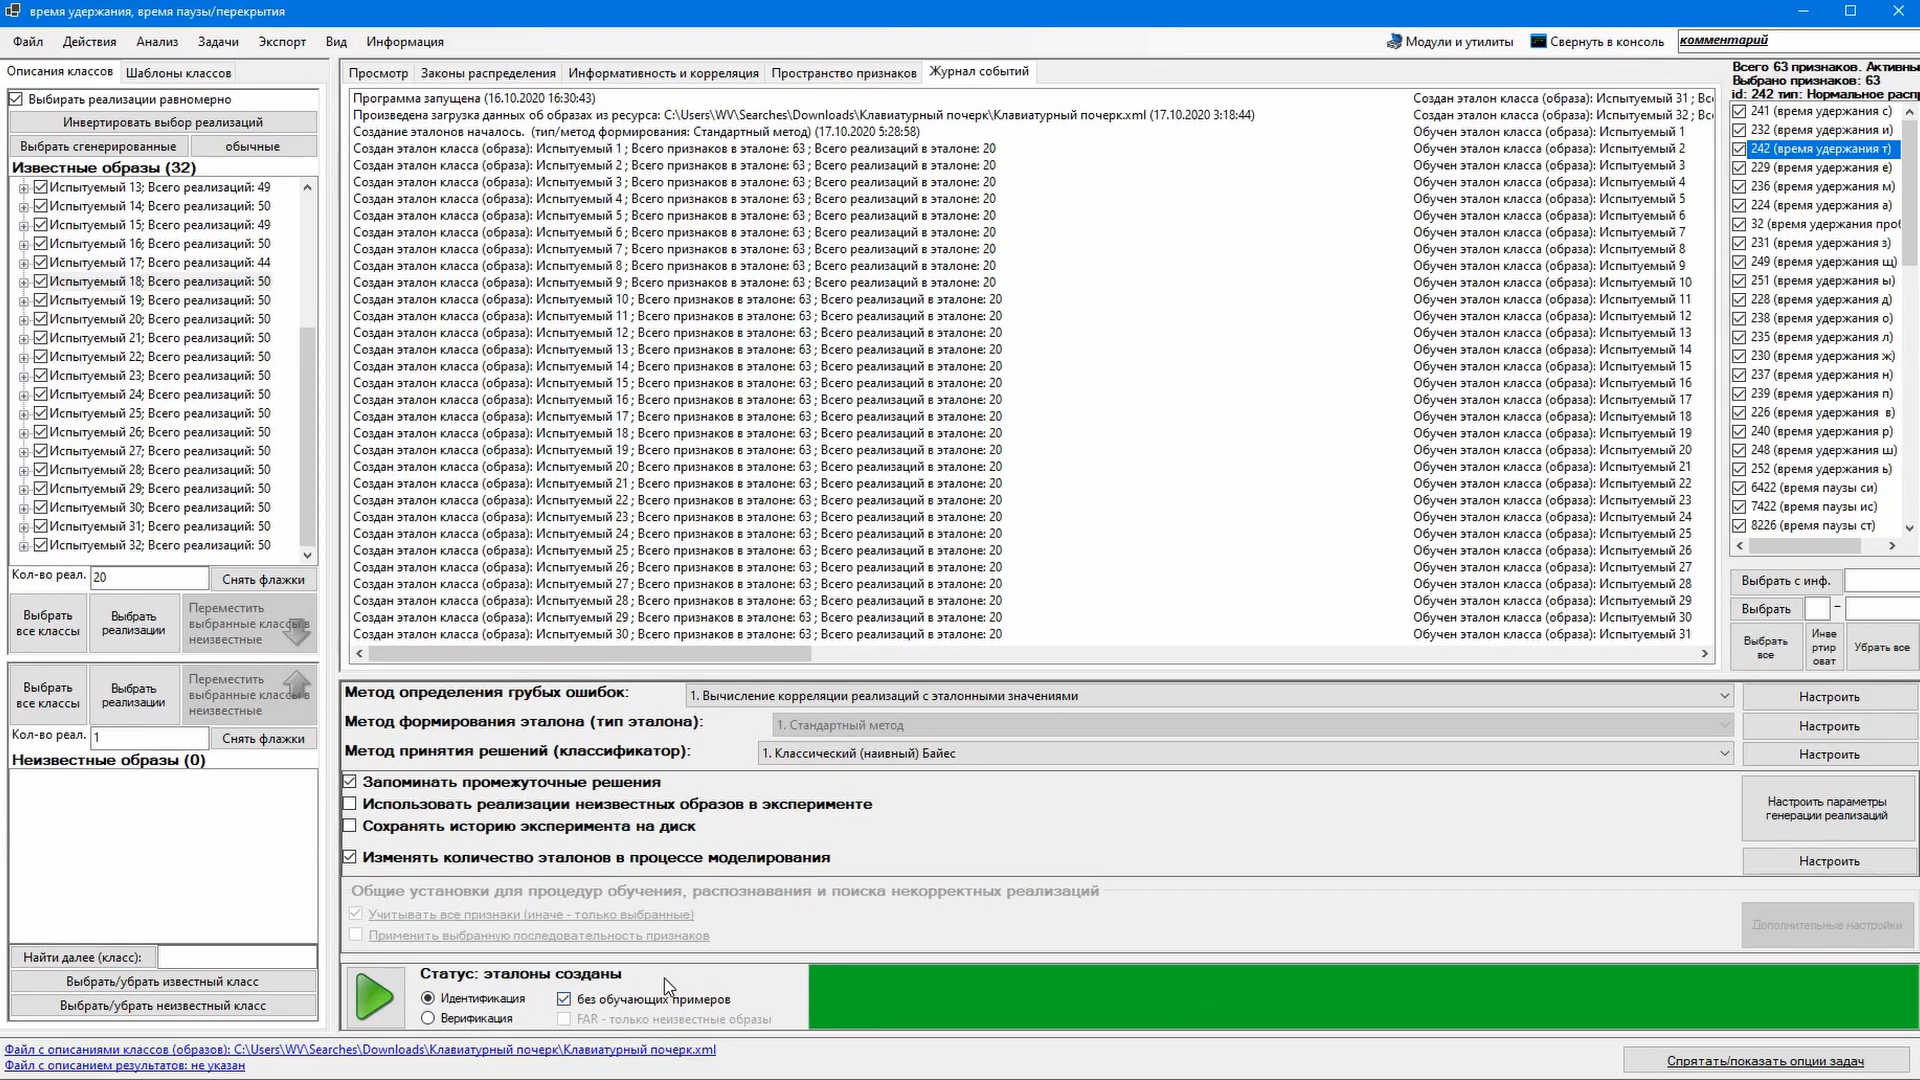 время удержания, время паузы/перекрытия
Файл Действия Анализ Задачи Экспорт Вид Информация
Модули и утилиты Свернуть в консоль комментарий
Описания классов Шаблоны классов
Выбирать реализации равномерно
Инвертировать выбор реализаций
Выбрать сгенерированные обычные
Известные образы (32)
Испытуемый 13; Всего реализаций: 49
Испытуемый 14; Всего реализаций: 50
Испытуемый 15; Всего реализаций: 49
Испытуемый 16; Всего реализаций: 50
Испытуемый 17; Всего реализаций: 44
Испытуемый 18; Всего реализаций: 50
Испытуемый 19; Всего реализаций: 50
Испытуемый 20; Всего реализаций: 50
Испытуемый 21; Всего реализаций: 50
Испытуемый 22; Всего реализаций: 50
Испытуемый 23; Всего реализаций: 50
Испытуемый 24; Всего реализаций: 50
Испытуемый 25; Всего реализаций: 50
Испытуемый 26; Всего реализаций: 50
Испытуемый 27; Всего реализаций: 50
Испытуемый 28; Всего реализаций: 50
Испытуемый 29; Всего реализаций: 50
Испытуемый 30; Всего реализаций: 50
Испытуемый 31; Всего реализаций: 50
Испытуемый 32; Всего реализаций: 50
Кол-во реал. 20 Снять флажки
Выбрать все классы
Выбрать реализации
Переместить выбранные классы в неизвестные
Выбрать все классы
Выбрать реализации
Переместить выбранные классы в неизвестные
Кол-во реал. 1 Снять флажки
Неизвестные образы (0)
Найти далее (класс):
Выбрать/убрать известный класс
Выбрать/убрать неизвестный класс
Просмотр Законы распределения Информативность и корреляция Пространство признаков Журнал событий
Программа запущена (16.10.2020 16:30:43)
Произведена загрузка данных об образах из ресурса: C:\Users\WV\Searches\Downloads\Клавиатурный почерк\Клавиатурный почерк.xml (17.10.2020 3:18:44)
Создание эталонов началось. (тип/метод формирования: Стандартный метод) (17.10.2020 5:28:58)
Создан эталон класса (образа): Испытуемый 1 ; Всего признаков в эталоне: 63 ; Всего реализаций в эталоне: 20
Создан эталон класса (образа): Испытуемый 2 ; Всего признаков в эталоне: 63 ; Всего реализаций в эталоне: 20
Создан эталон класса (образа): Испытуемый 3 ; Всего признаков в эталоне: 63 ; Всего реализаций в эталоне: 20
Создан эталон класса (образа): Испытуемый 4 ; Всего признаков в эталоне: 63 ; Всего реализаций в эталоне: 20
Создан эталон класса (образа): Испытуемый 5 ; Всего признаков в эталоне: 63 ; Всего реализаций в эталоне: 20
Создан эталон класса (образа): Испытуемый 6 ; Всего признаков в эталоне: 63 ; Всего реализаций в эталоне: 20
Создан эталон класса (образа): Испытуемый 7 ; Всего признаков в эталоне: 63 ; Всего реализаций в эталоне: 20
Создан эталон класса (образа): Испытуемый 8 ; Всего признаков в эталоне: 63 ; Всего реализаций в эталоне: 20
Создан эталон класса (образа): Испытуемый 9 ; Всего признаков в эталоне: 63 ; Всего реализаций в эталоне: 20
Создан эталон класса (образа): Испытуемый 10 ; Всего признаков в эталоне: 63 ; Всего реализаций в эталоне: 20
Создан эталон класса (образа): Испытуемый 11 ; Всего признаков в эталоне: 63 ; Всего реализаций в эталоне: 20
Создан эталон класса (образа): Испытуемый 12 ; Всего признаков в эталоне: 63 ; Всего реализаций в эталоне: 20
Создан эталон класса (образа): Испытуемый 13 ; Всего признаков в эталоне: 63 ; Всего реализаций в эталоне: 20
Создан эталон класса (образа): Испытуемый 14 ; Всего признаков в эталоне: 63 ; Всего реализаций в эталоне: 20
Создан эталон класса (образа): Испытуемый 15 ; Всего признаков в эталоне: 63 ; Всего реализаций в эталоне: 20
Создан эталон класса (образа): Испытуемый 16 ; Всего признаков в эталоне: 63 ; Всего реализаций в эталоне: 20
Создан эталон класса (образа): Испытуемый 17 ; Всего признаков в эталоне: 63 ; Всего реализаций в эталоне: 20
Создан эталон класса (образа): Испытуемый 18 ; Всего признаков в эталоне: 63 ; Всего реализаций в эталоне: 20
Создан эталон класса (образа): Испытуемый 19 ; Всего признаков в эталоне: 63 ; Всего реализаций в эталоне: 20
Создан эталон класса (образа): Испытуемый 20 ; Всего признаков в эталоне: 63 ; Всего реализаций в эталоне: 20
Создан эталон класса (образа): Испытуемый 21 ; Всего признаков в эталоне: 63 ; Всего реализаций в эталоне: 20
Создан эталон класса (образа): Испытуемый 22 ; Всего признаков в эталоне: 63 ; Всего реализаций в эталоне: 20
Создан эталон класса (образа): Испытуемый 23 ; Всего признаков в эталоне: 63 ; Всего реализаций в эталоне: 20
Создан эталон класса (образа): Испытуемый 24 ; Всего признаков в эталоне: 63 ; Всего реализаций в эталоне: 20
Создан эталон класса (образа): Испытуемый 25 ; Всего признаков в эталоне: 63 ; Всего реализаций в эталоне: 20
Создан эталон класса (образа): Испытуемый 26 ; Всего признаков в эталоне: 63 ; Всего реализаций в эталоне: 20
Создан эталон класса (образа): Испытуемый 27 ; Всего признаков в эталоне: 63 ; Всего реализаций в эталоне: 20
Создан эталон класса (образа): Испытуемый 28 ; Всего признаков в эталоне: 63 ; Всего реализаций в эталоне: 20
Создан эталон класса (образа): Испытуемый 29 ; Всего признаков в эталоне: 63 ; Всего реализаций в эталоне: 20
Создан эталон класса (образа): Испытуемый 30 ; Всего признаков в эталоне: 63 ; Всего реализаций в эталоне: 20
Создан эталон класса (образа): Испытуемый 31 ; Вс
Создан эталон класса (образа): Испытуемый 32 ; Вс
Обучен эталон класса (образа): Испытуемый 1
Обучен эталон класса (образа): Испытуемый 2
Обучен эталон класса (образа): Испытуемый 3
Обучен эталон класса (образа): Испытуемый 4
Обучен эталон класса (образа): Испытуемый 5
Обучен эталон класса (образа): Испытуемый 6
Обучен эталон класса (образа): Испытуемый 7
Обучен эталон класса (образа): Испытуемый 8
Обучен эталон класса (образа): Испытуемый 9
Обучен эталон класса (образа): Испытуемый 10
Обучен эталон класса (образа): Испытуемый 11
Обучен эталон класса (образа): Испытуемый 12
Обучен эталон класса (образа): Испытуемый 13
Обучен эталон класса (образа): Испытуемый 14
Обучен эталон класса (образа): Испытуемый 15
Обучен эталон класса (образа): Испытуемый 16
Обучен эталон класса (образа): Испытуемый 17
Обучен эталон класса (образа): Испытуемый 18
Обучен эталон класса (образа): Испытуемый 19
Обучен эталон класса (образа): Испытуемый 20
Обучен эталон класса (образа): Испытуемый 21
Обучен эталон класса (образа): Испытуемый 22
Обучен эталон класса (образа): Испытуемый 23
Обучен эталон класса (образа): Испытуемый 24
Обучен эталон класса (образа): Испытуемый 25
Обучен эталон класса (образа): Испытуемый 26
Обучен эталон класса (образа): Испытуемый 27
Обучен эталон класса (образа): Испытуемый 28
Обучен эталон класса (образа): Испытуемый 29
Обучен эталон класса (образа): Испытуемый 30
Обучен эталон класса (образа): Испытуемый 31
Всего 63 признаков. Активны
Выбрано признаков: 63
id: 242 тип: Нормальное расп
241 (время удержания с)
232 (время удержания и)
242 (время удержания т)
229 (время удержания е)
236 (время удержания м)
224 (время удержания а)
32 (время удержания проб
231 (время удержания з)
249 (время удержания щ)
251 (время удержания ы)
228 (время удержания д)
238 (время удержания о)
235 (время удержания л)
230 (время удержания ж)
237 (время удержания н)
239 (время удержания п)
226 (время удержания в)
240 (время удержания р)
248 (время удержания ш)
252 (время удержания ь)
6422 (время паузы си)
7422 (время паузы ис)
8226 (время паузы ст)
Выбрать с инф.
Выбрать –
Выбрать все
Инве ртир оват
Убрать все
Метод определения грубых ошибок: 1. Вычисление корреляции реализаций с эталонными значениями Настроить
Метод формирования эталона (тип эталона): 1. Стандартный метод Настроить
Метод принятия решений (классификатор): 1. Классический (наивный) Байес Настроить
Запоминать промежуточные решения
Использовать реализации неизвестных образов в эксперименте
Сохранять историю эксперимента на диск
Настроить параметры генерации реализаций
Изменять количество эталонов в процессе моделирования Настроить
Общие установки для процедур обучения, распознавания и поиска некорректных реализаций
Учитывать все признаки (иначе - только выбранные)
Применить выбранную последовательность признаков
Дополнительные настройки
Статус: эталоны созданы
Идентификация без обучающих примеров
Верификация FAR - только неизвестные образы
Файл с описаниями классов (образов): C:\Users\WV\Searches\Downloads\Клавиатурный почерк\Клавиатурный почерк.xml
Файл с описанием результатов: не указан
Спрятать/показать опции задач